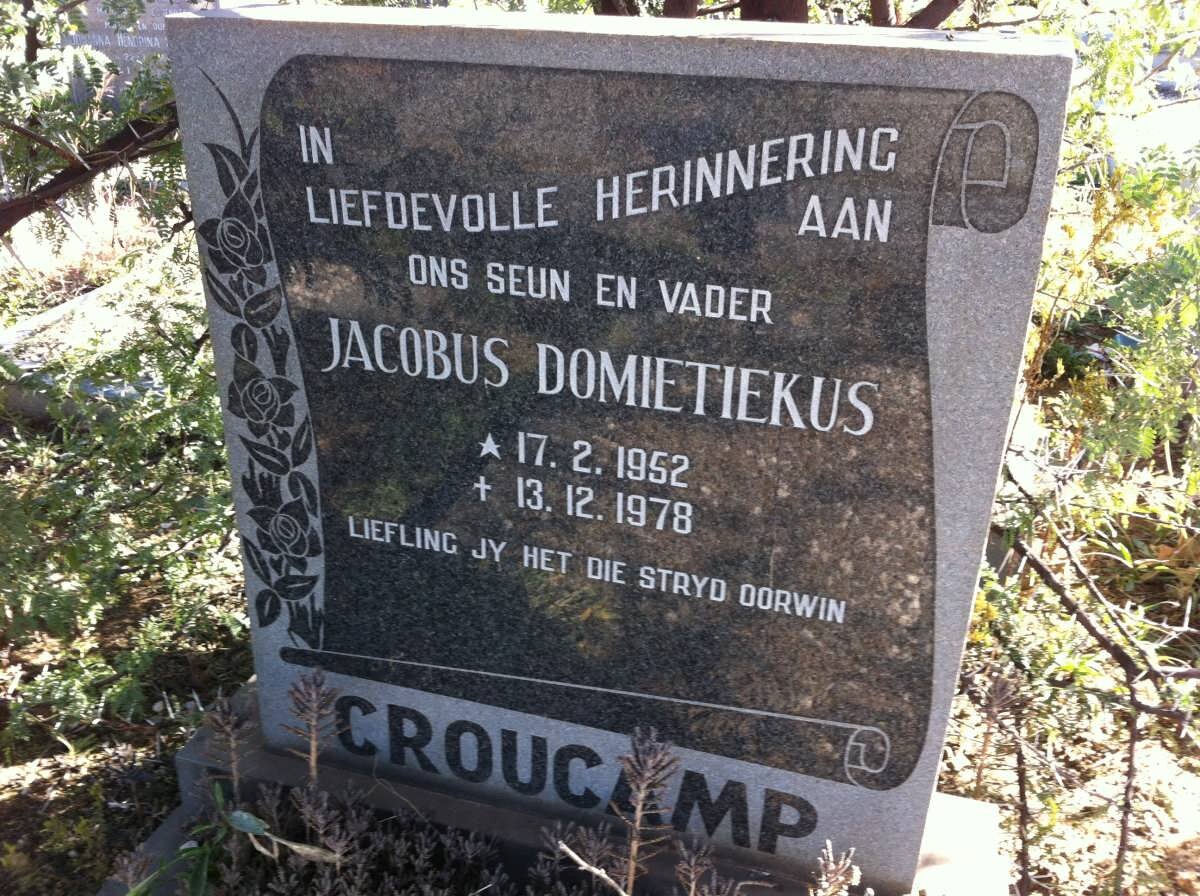 HENDRINA
IN
LIEFDEVOLLE HERINNERING
AAN
ONS SEUN EN VADER
JACOBUS DOMIETIEKUS
★ 17. 2. 1952
✝ 13. 12. 1978
LIEFLING JY HET DIE STRYD OORWIN
CROUCAMP